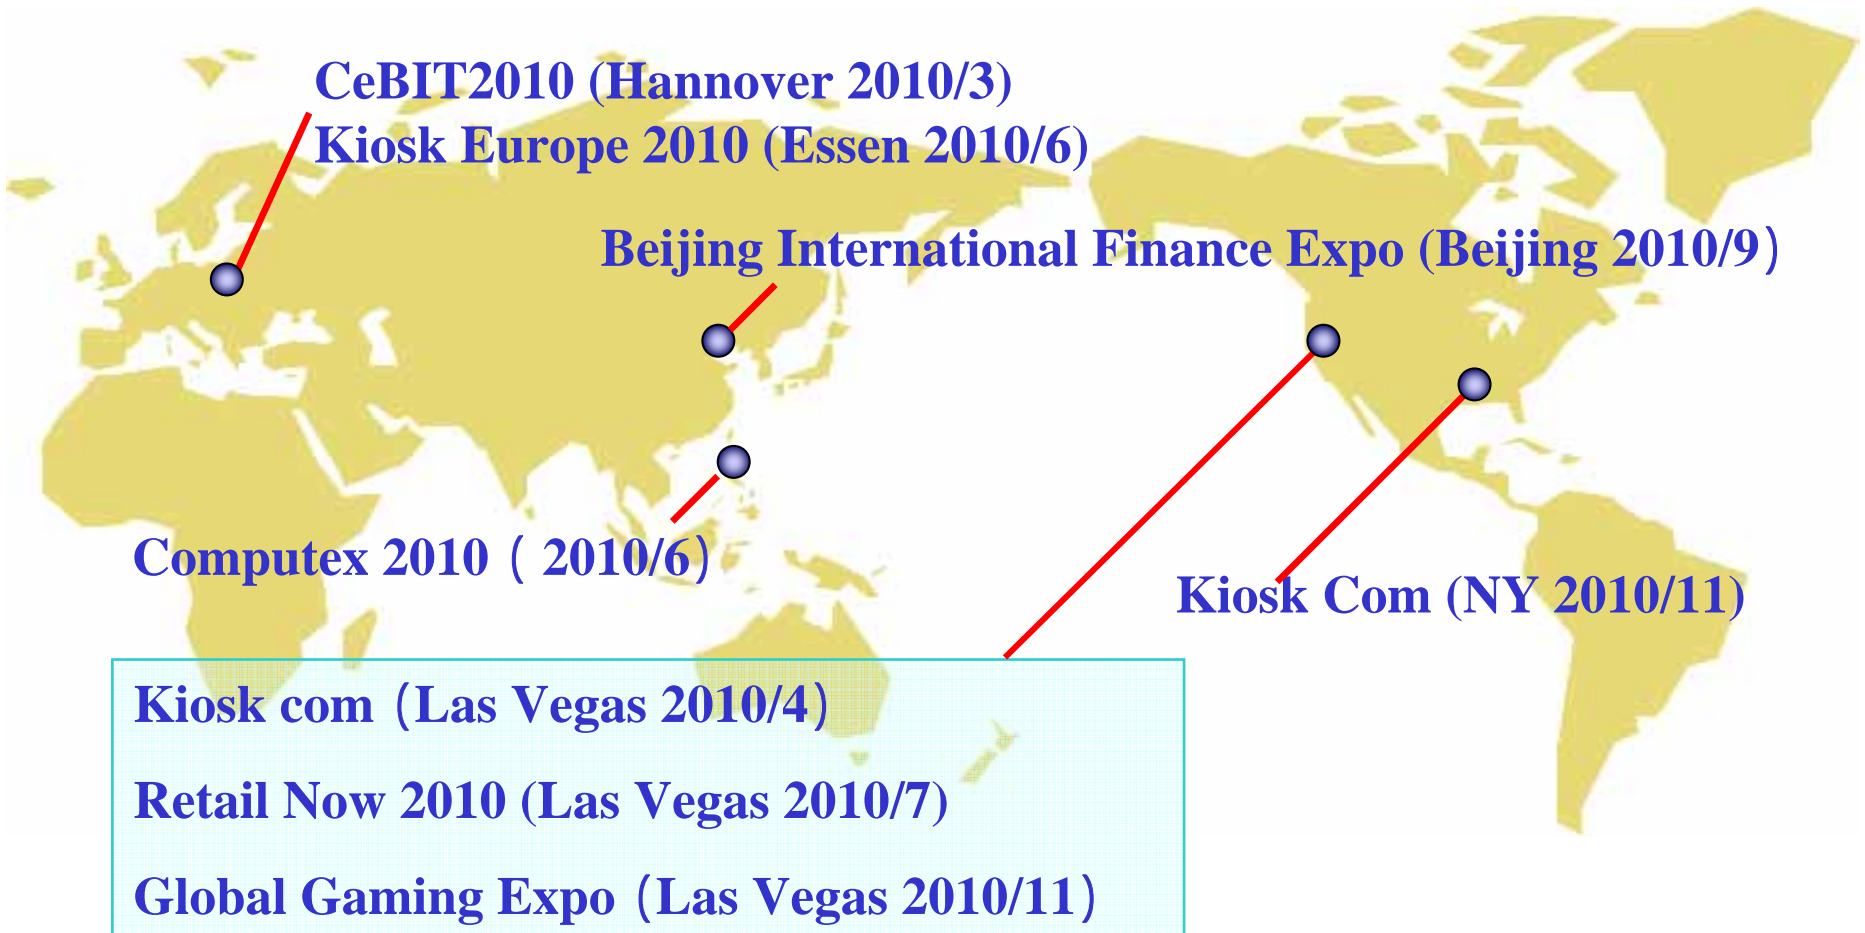 CeBIT2010 (Hannover 2010/3)
Kiosk Europe 2010 (Essen 2010/6)
Beijing International Finance Expo (Beijing 2010/9)
Computex 2010 ( 2010/6)
Kiosk Com (NY 2010/11)
Kiosk com (Las Vegas 2010/4)
Retail Now 2010 (Las Vegas 2010/7)
Global Gaming Expo (Las Vegas 2010/11)